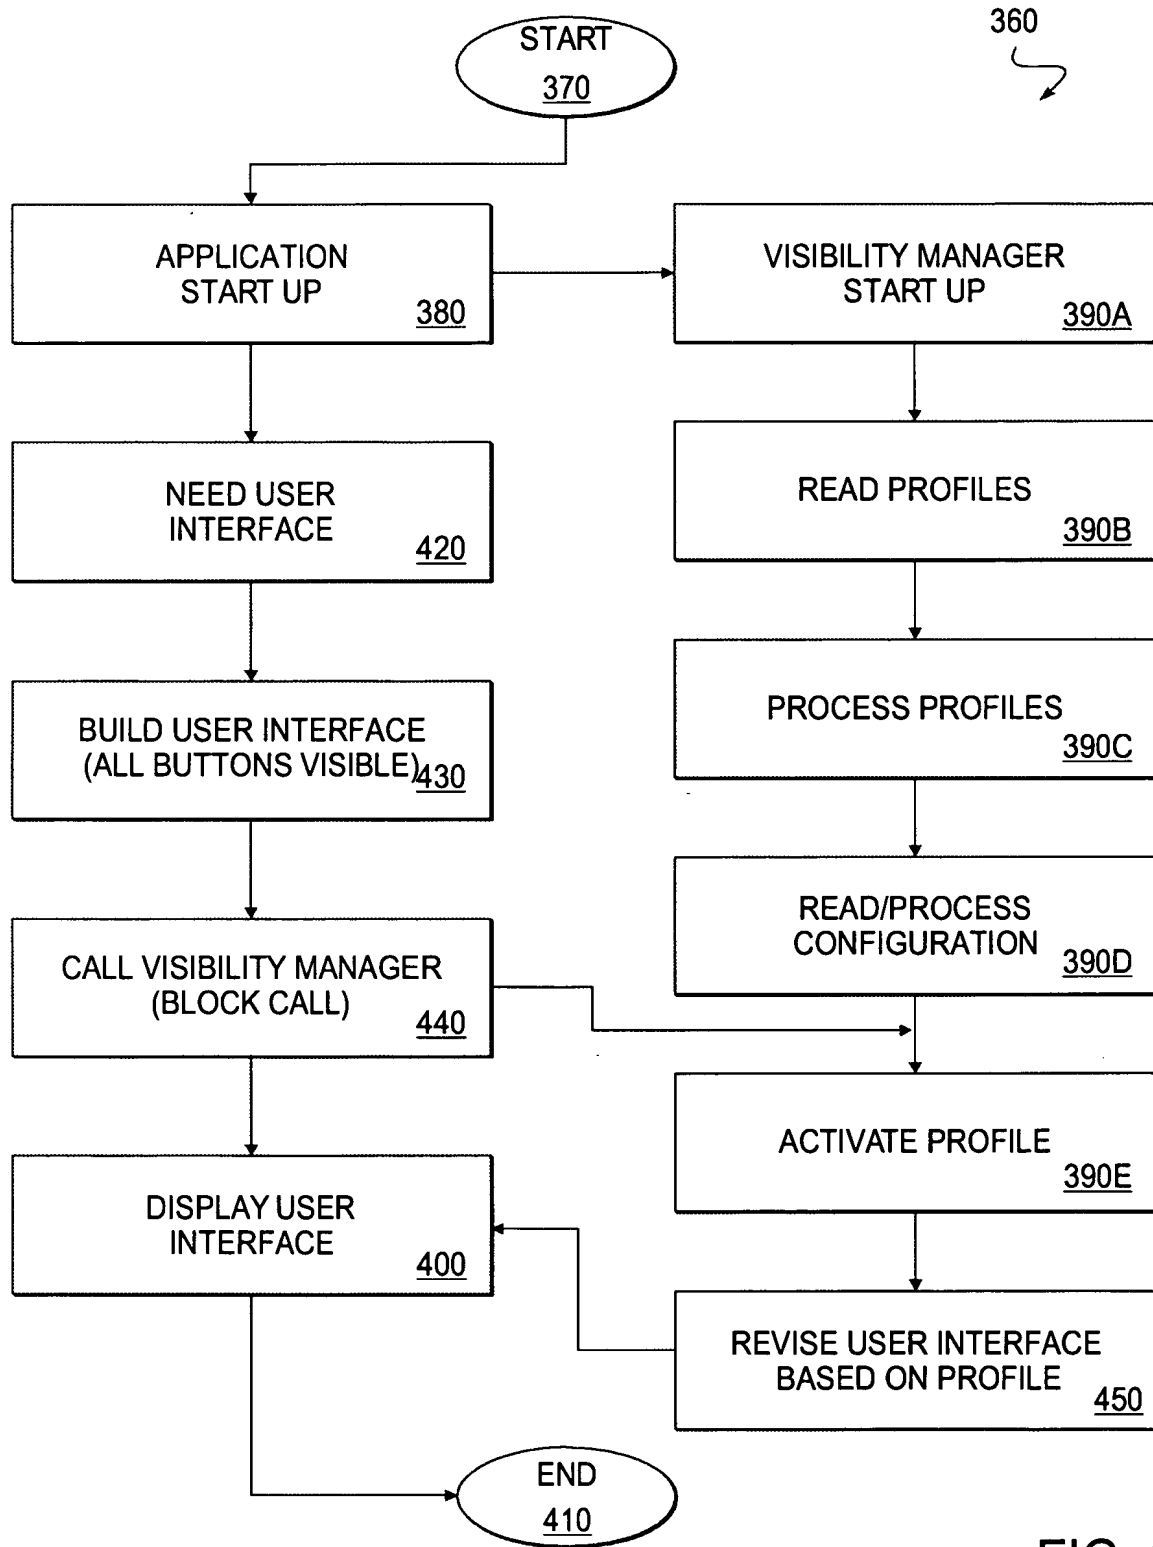 360
START
370
APPLICATION
START UP
380
VISIBILITY MANAGER
START UP
390A
NEED USER
INTERFACE
420
READ PROFILES
390B
BUILD USER INTERFACE
(ALL BUTTONS VISIBLE)
430
PROCESS PROFILES
390C
CALL VISIBILITY MANAGER
(BLOCK CALL)
440
READ/PROCESS
CONFIGURATION
390D
DISPLAY USER
INTERFACE
400
ACTIVATE PROFILE
390E
REVISE USER INTERFACE
BASED ON PROFILE
450
END
410
FIG.